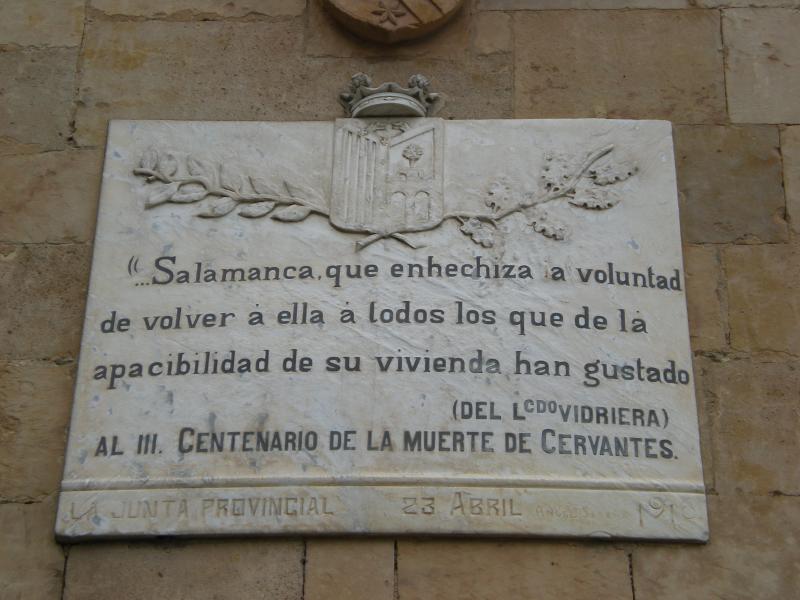 “...Salamanca, que enhechiza la voluntad
de volver á ella á todos los que de la
apacibilidad de su vivienda han gustado
(DEL Lcdo VIDRIERA)
AL III. CENTENARIO DE LA MUERTE DE CERVANTES.
LA JUNTA PROVINCIAL 23 ABRIL 1916